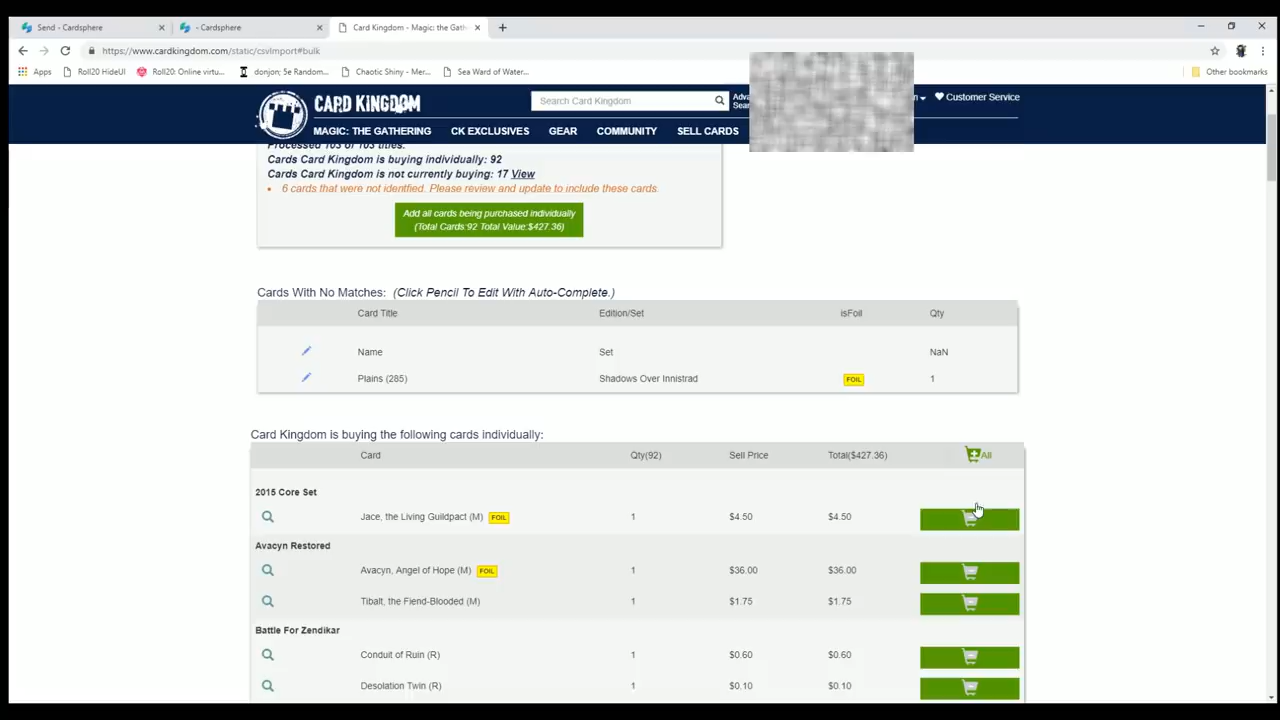 Send - Cardsphere
- Cardsphere
Card Kingdom - Magic: the Gath
https://www.cardkingdom.com/static/csvImport#bulk
Apps
Roll20 HideUI
Roll20: Online virtu...
donjon; 5e Random...
Chaotic Shiny - Mer...
Sea Ward of Water...
Other bookmarks
CARD KINGDOM
Search Card Kingdom
Adva
Sear
Customer Service
MAGIC: THE GATHERING
CK EXCLUSIVES
GEAR
COMMUNITY
SELL CARDS
Processed 103 of 103 titles.
Cards Card Kingdom is buying individually: 92
Cards Card Kingdom is not currently buying: 17 View
• 6 cards that were not identfied. Please review and update to include these cards.
Add all cards being purchased individually
(Total Cards:92 Total Value:$427.36)
Cards With No Matches: (Click Pencil To Edit With Auto-Complete.)
Card Title Edition/Set isFoil Qty
Name Set NaN
Plains (285) Shadows Over Innistrad FOIL 1
Card Kingdom is buying the following cards individually:
Card Qty(92) Sell Price Total($427.36) All
2015 Core Set
Jace, the Living Guildpact (M) FOIL 1 $4.50 $4.50
Avacyn Restored
Avacyn, Angel of Hope (M) FOIL 1 $36.00 $36.00
Tibalt, the Fiend-Blooded (M) 1 $1.75 $1.75
Battle For Zendikar
Conduit of Ruin (R) 1 $0.60 $0.60
Desolation Twin (R) 1 $0.10 $0.10